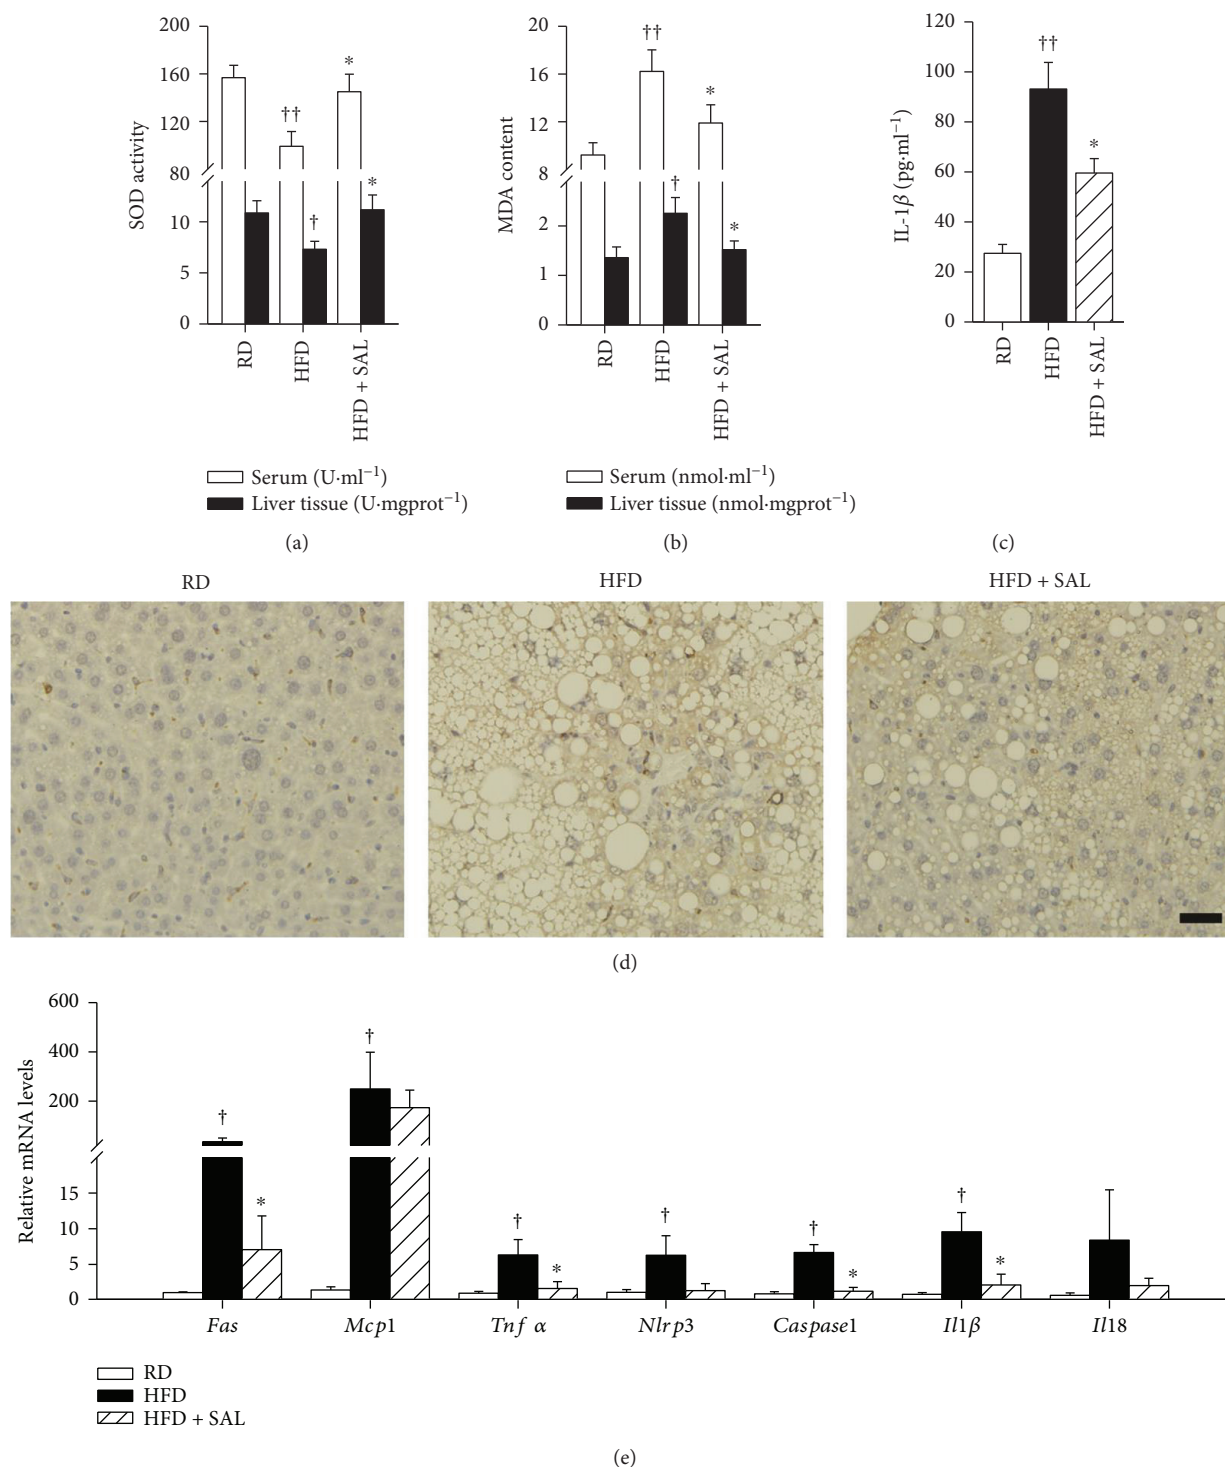 200
160
120
80
10
5
0
SOD activity
††
*
†
*
RD
HFD
HFD + SAL
Serum (U·ml⁻¹)
Liver tissue (U·mgprot⁻¹)
(a)
20
16
12
8
2
1
0
MDA content
††
*
†
*
RD
HFD
HFD + SAL
Serum (nmol·ml⁻¹)
Liver tissue (nmol·mgprot⁻¹)
(b)
120
100
80
60
40
20
0
IL-1β (pg·ml⁻¹)
††
*
RD
HFD
HFD + SAL
(c)
RD
HFD
HFD + SAL
(d)
600
400
200
15
10
5
0
Relative mRNA levels
†
*
†
†
*
†
†
*
†
*
Fas
Mcp1
Tnf α
Nlrp3
Caspase1
Il1β
Il18
RD
HFD
HFD + SAL
(e)